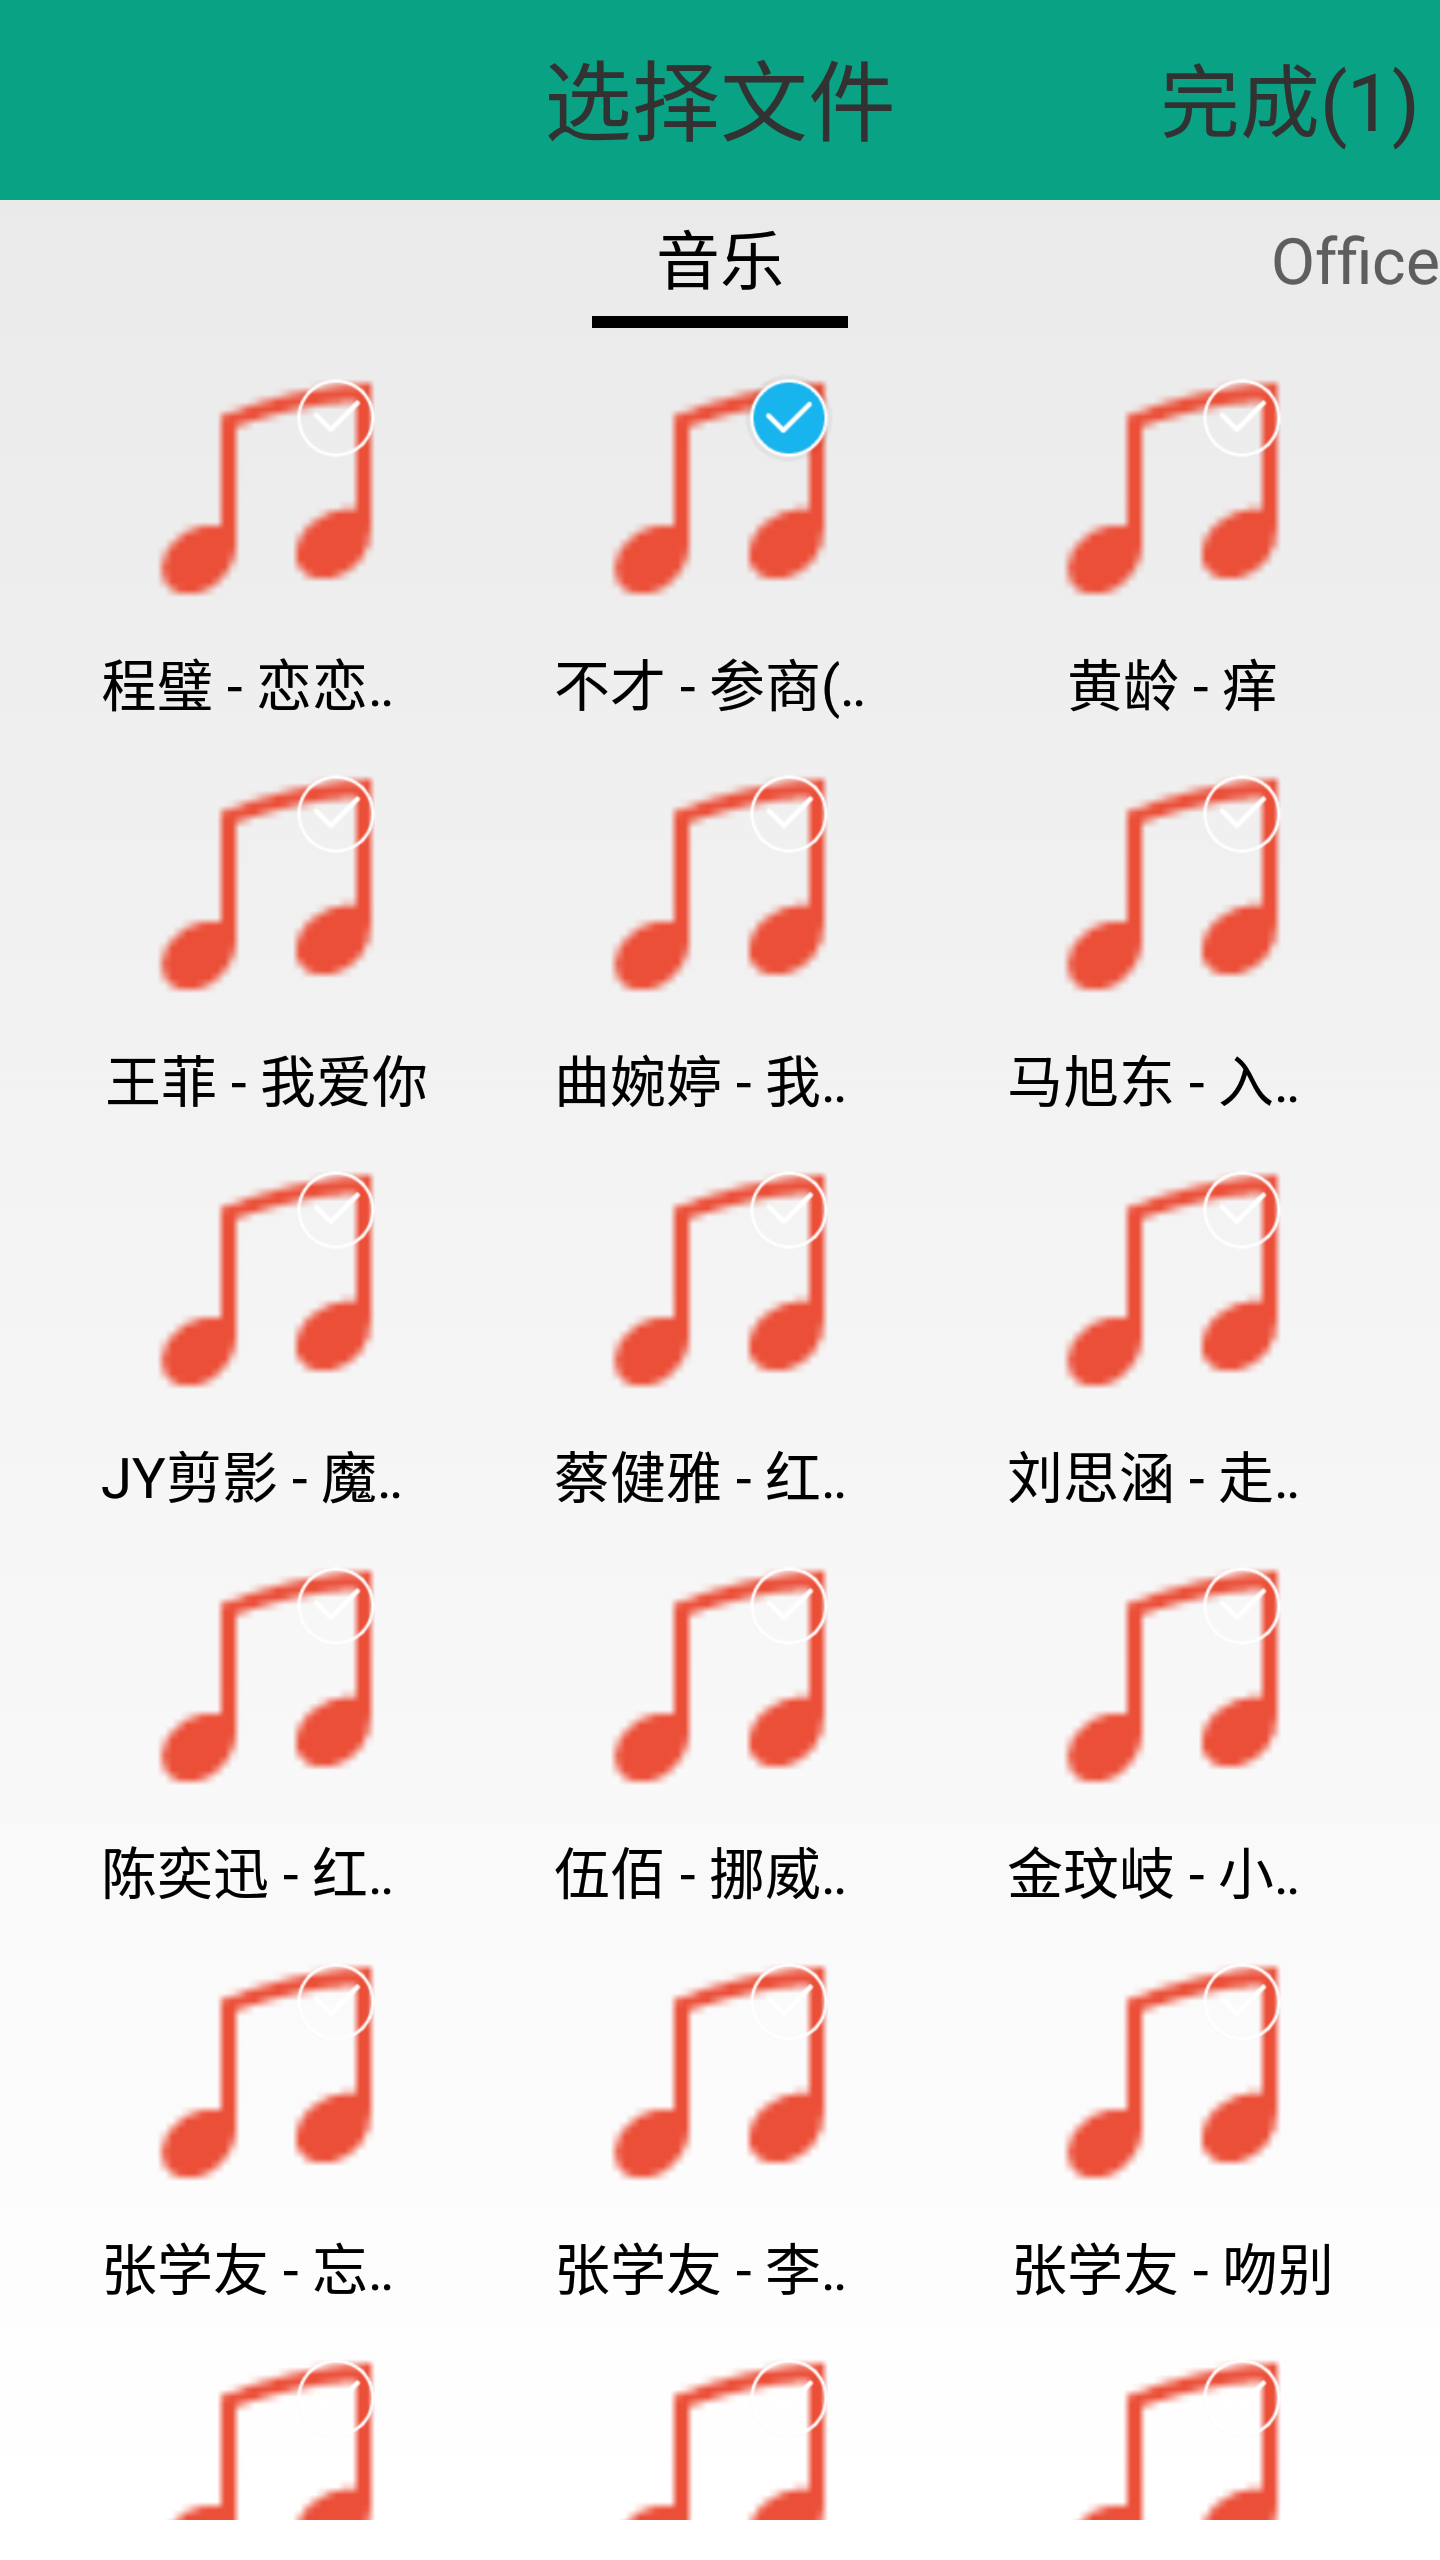 选择文件
完成(1)
音乐
Office
程璧 - 恋恋..
不才 - 参商(..
黄龄 - 痒
王菲 - 我爱你
曲婉婷 - 我..
马旭东 - 入..
JY剪影 - 魔..
蔡健雅 - 红..
刘思涵 - 走..
陈奕迅 - 红..
伍佰 - 挪威..
金玟岐 - 小..
张学友 - 忘..
张学友 - 李..
张学友 - 吻别